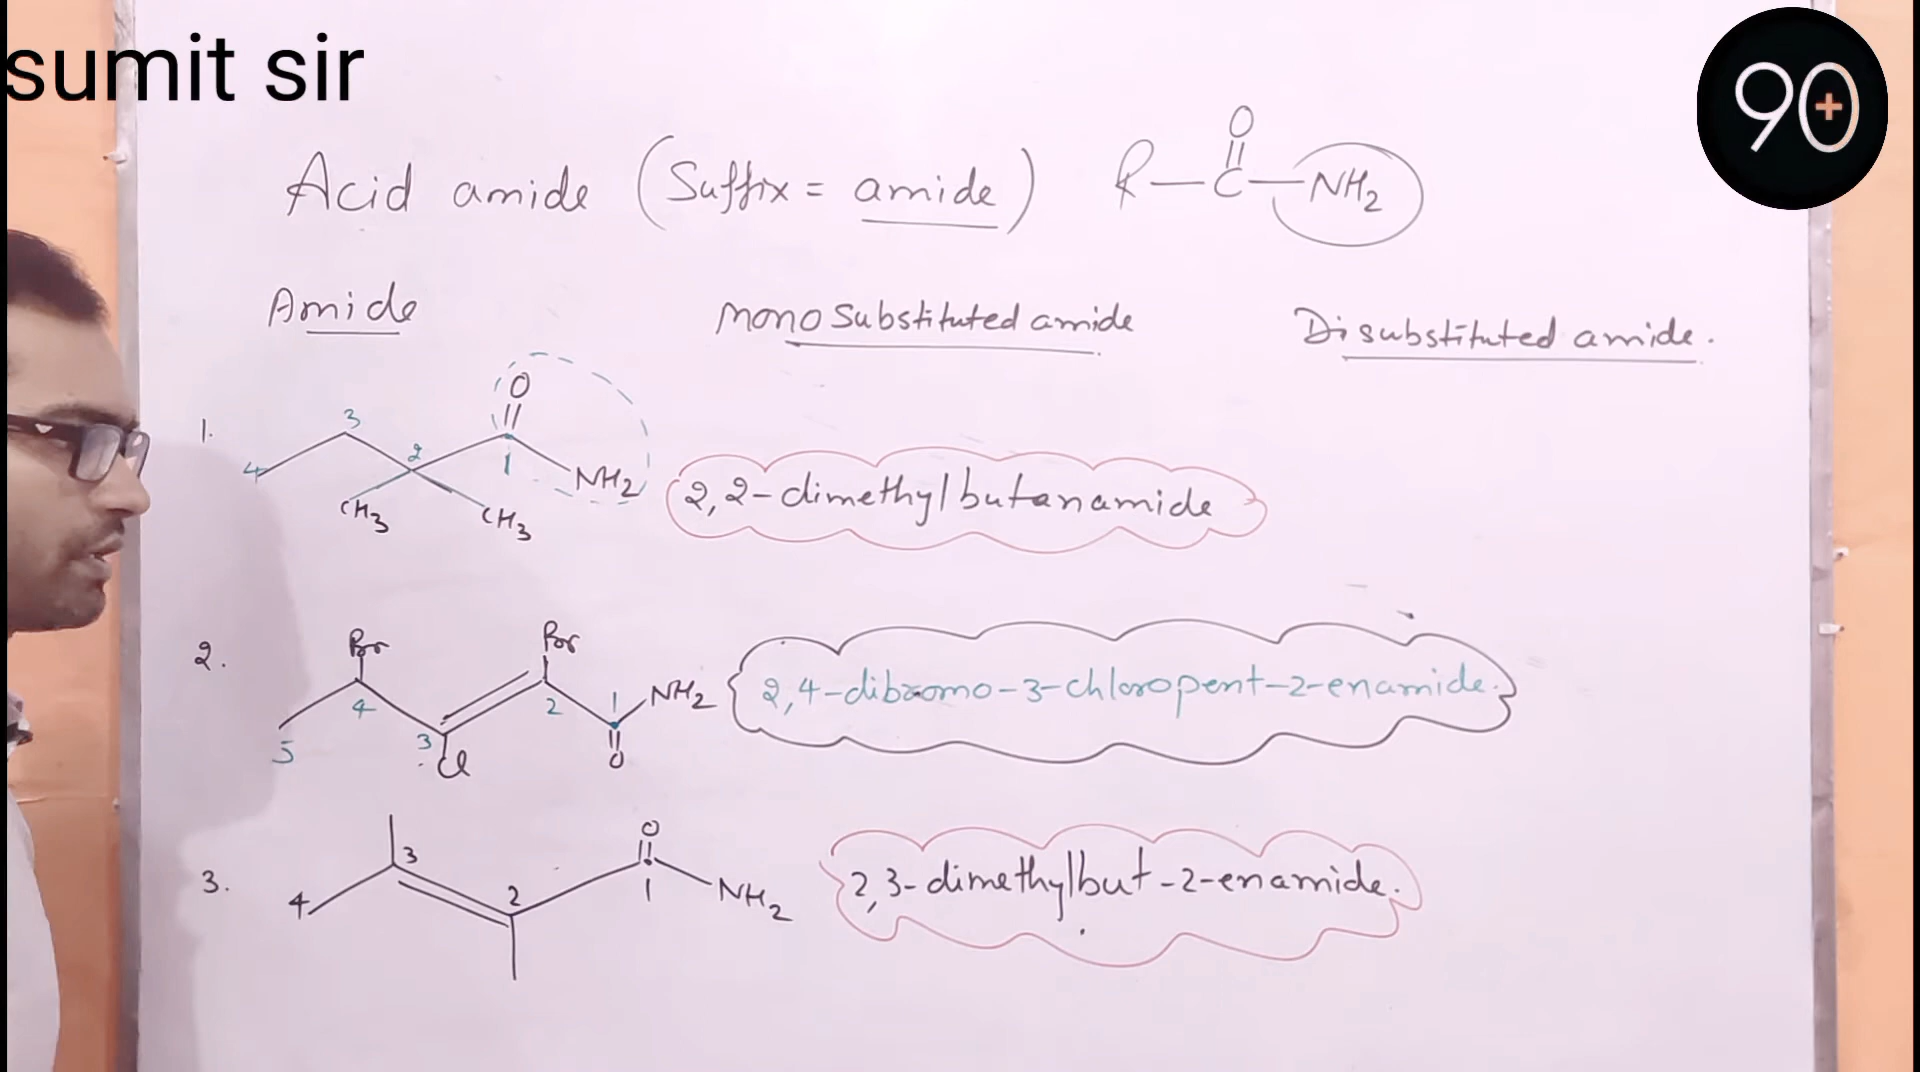 sumit sir
90+
Acid amide (Suffix = amide) R—C—NH2
O
Amide
mono substituted amide
Disubstituted amide.
1.
O
4 3 2 1
NH2
CH3 CH3
2,2-dimethylbutanamide
2.
Br Br
5 4 3 2 1
NH2
Cl O
2,4-dibromo-3-chloropent-2-enamide.
3.
O
4 3 2 1
NH2
2,3-dimethylbut-2-enamide.